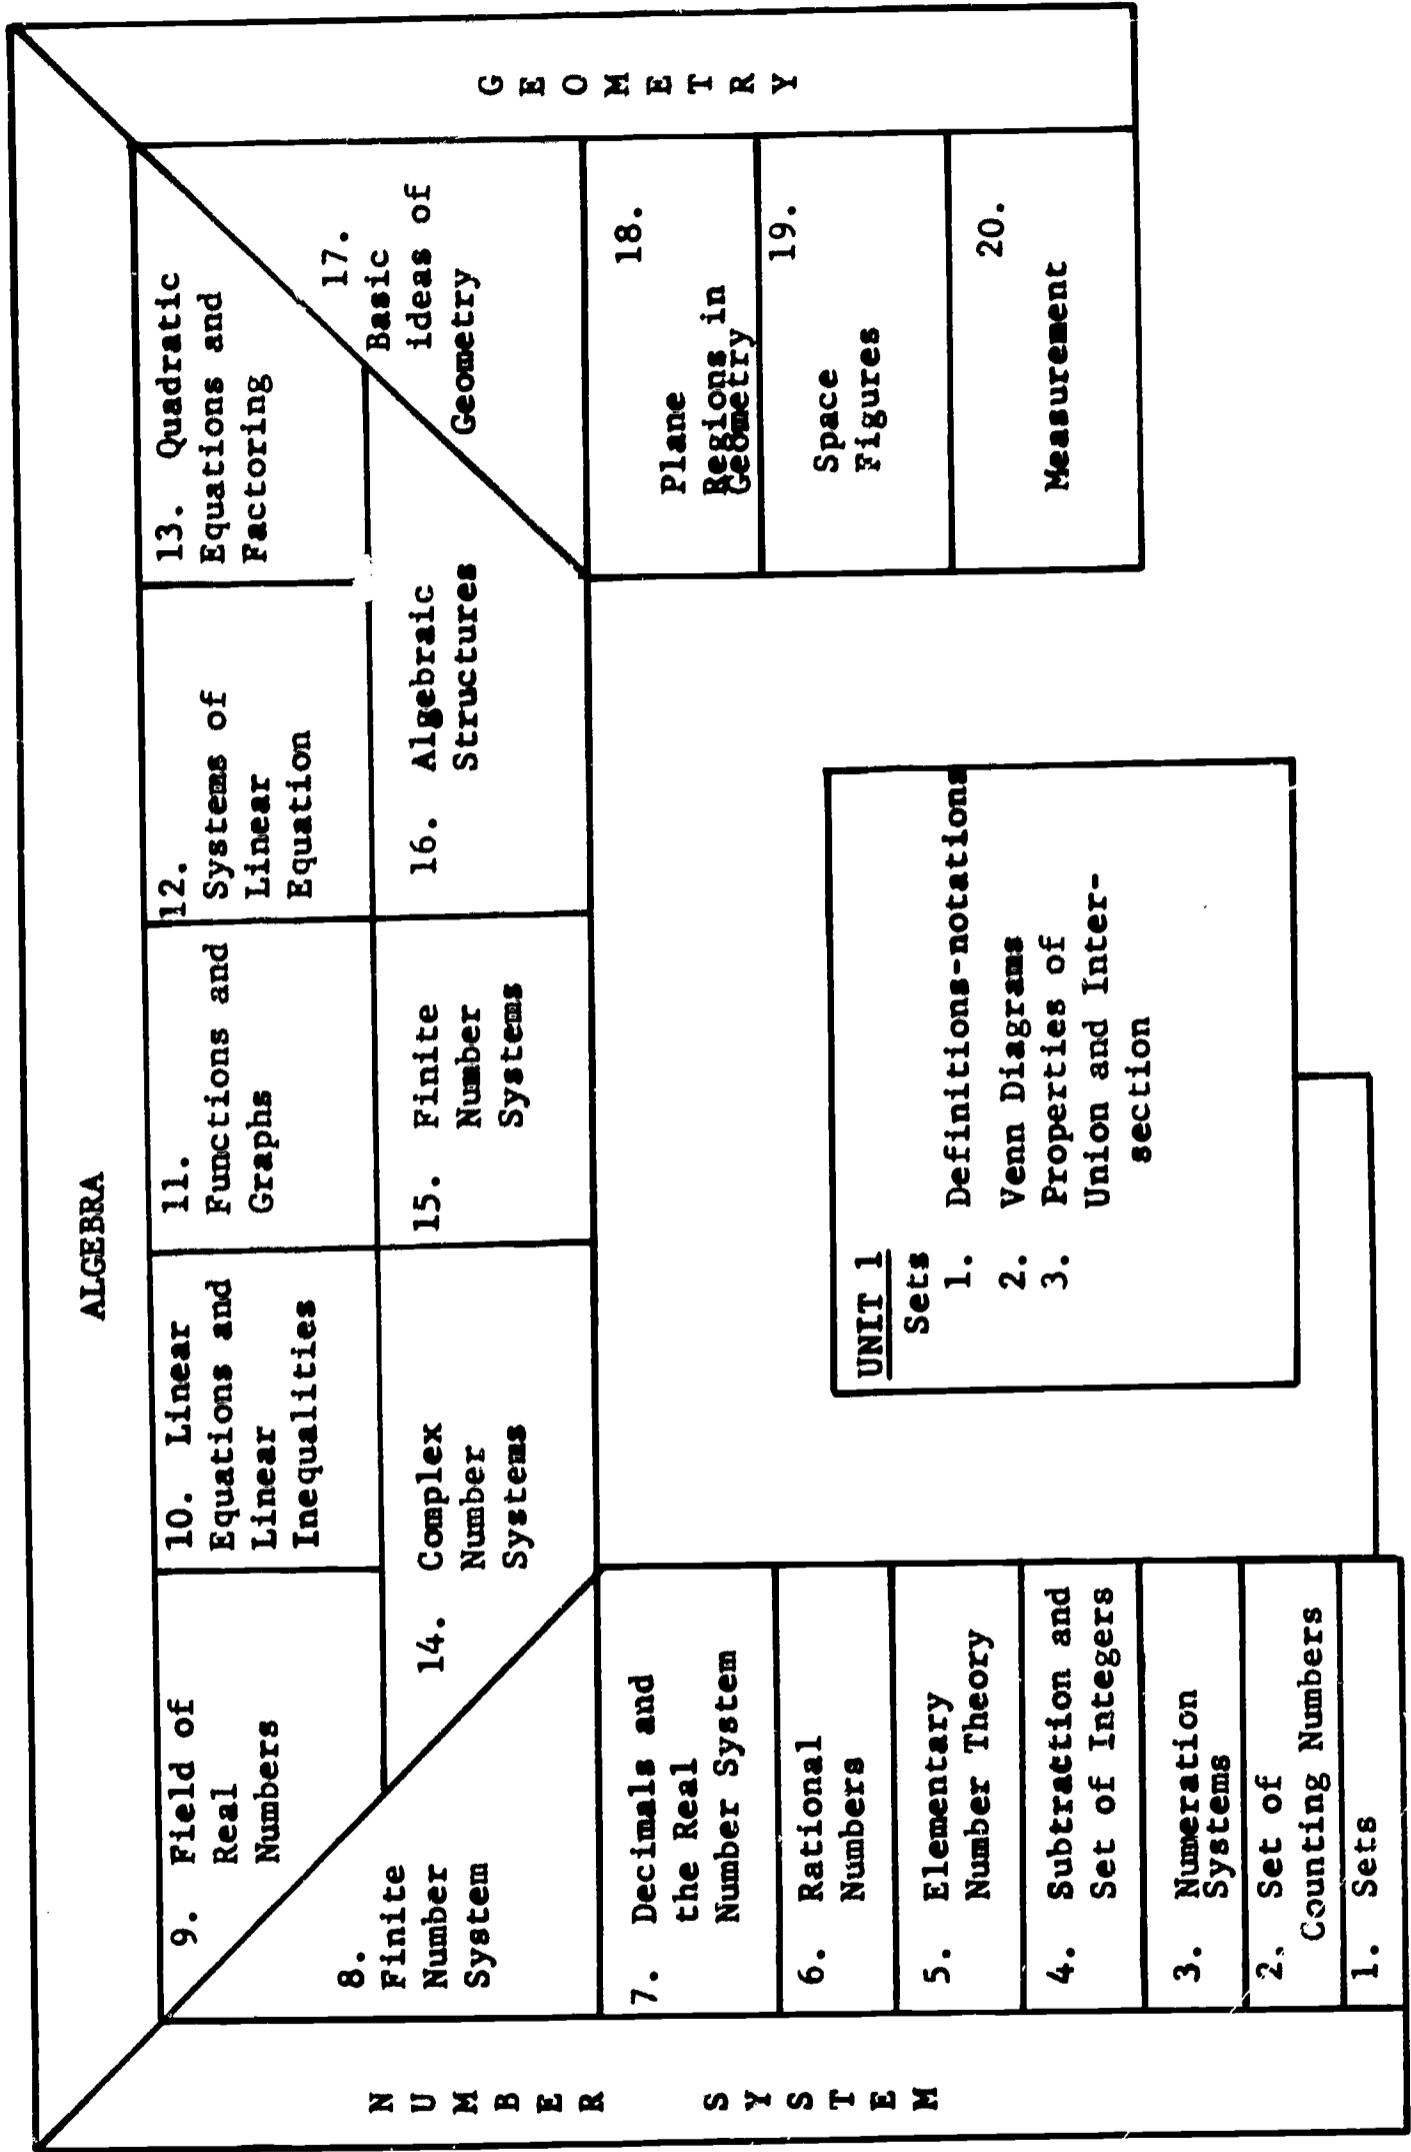 ALGEBRA
NUMBER SYSTEM
GEOMETRY
9. Field of
Real
Numbers
10. Linear
Equations and
Linear
Inequalities
11.
Functions and
Graphs
12.
Systems of
Linear
Equation
13. Quadratic
Equations and
Factoring
8.
Finite
Number
System
14. Complex
Number
Systems
15. Finite
Number
Systems
16. Algebraic
Structures
17.
Basic
ideas of
Geometry
7. Decimals and
the Real
Number System
6. Rational
Numbers
5. Elementary
Number Theory
4. Subtraction and
Set of Integers
3. Numeration
Systems
2. Set of
Counting Numbers
1. Sets
UNIT 1
Sets
1. Definitions-notations
2. Venn Diagrams
3. Properties of
Union and Inter-
section
18.
Plane
Regions in
Geometry
19.
Space
Figures
20.
Measurement